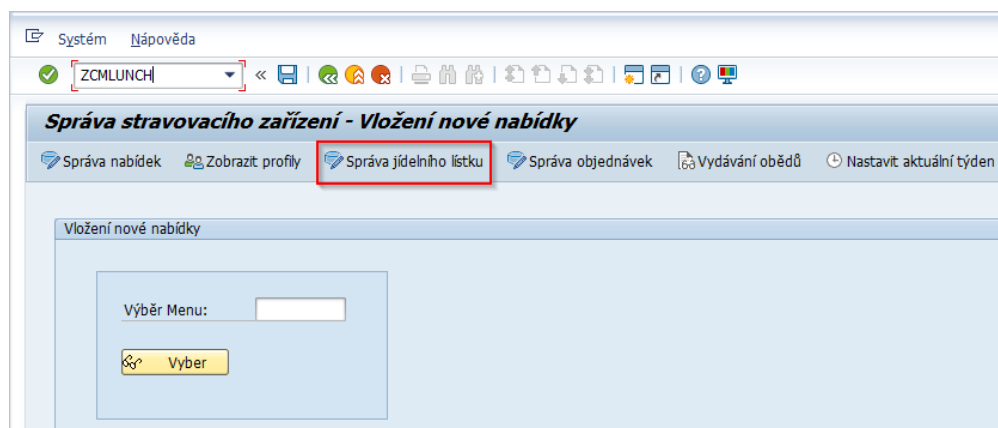 Systém Nápověda
ZCMLUNCH
Správa stravovacího zařízení - Vložení nové nabídky
Správa nabídek Zobrazit profily Správa jídelního lístku Správa objednávek Vydávání obědů Nastavit aktuální týden
Vložení nové nabídky
Výběr Menu:
Vyber